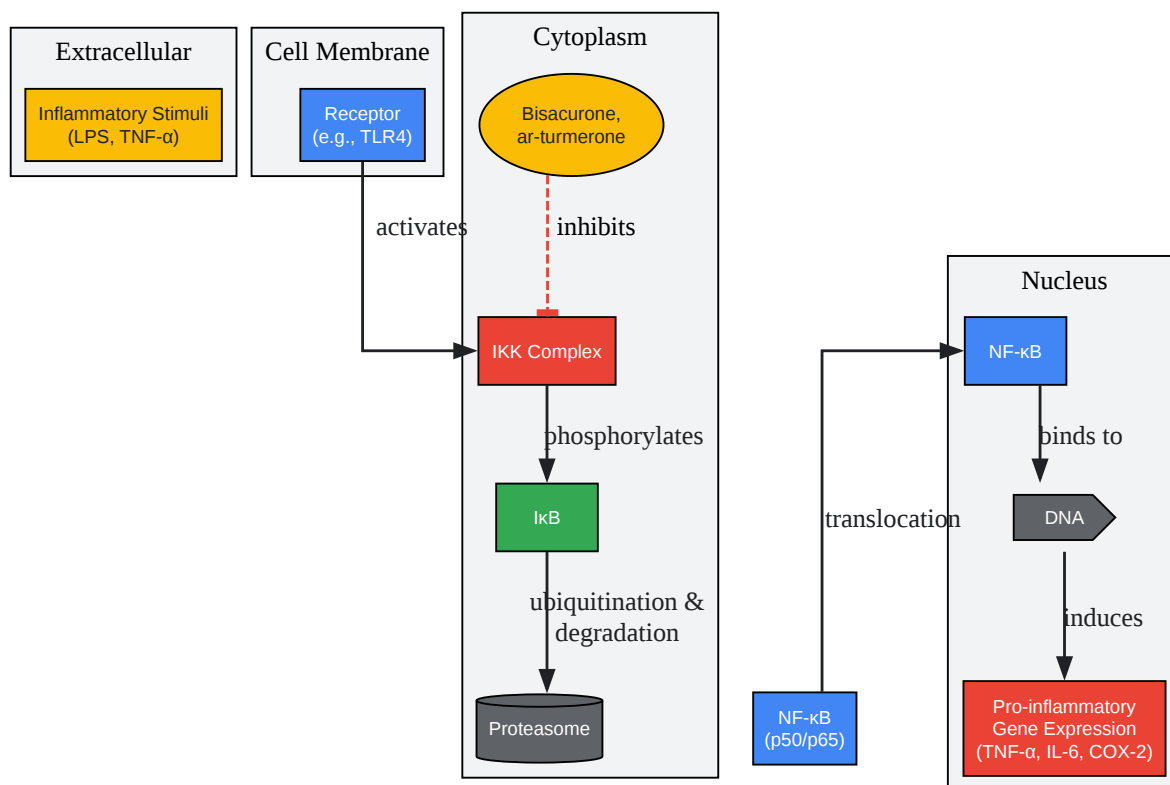 Extracellular
Inflammatory Stimuli
(LPS, TNF-α)
Cell Membrane
Receptor
(e.g., TLR4)
activates
Cytoplasm
Bisacurone,
ar-turmerone
inhibits
IKK Complex
phosphorylates
IκB
ubiquitination &
degradation
Proteasome
NF-κB
(p50/p65)
translocation
Nucleus
NF-κB
binds to
DNA
induces
Pro-inflammatory
Gene Expression
(TNF-α, IL-6, COX-2)